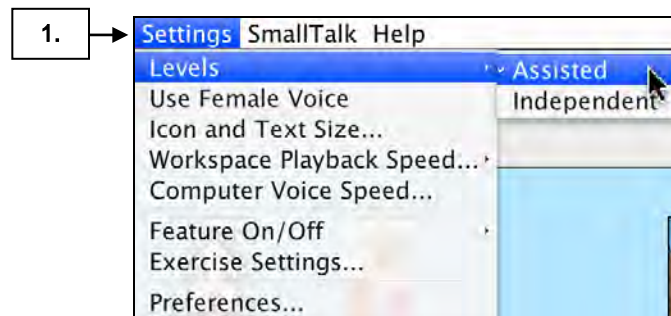 1.
Settings SmallTalk Help
Levels
Assisted
Use Female Voice
Independent
Icon and Text Size...
Workspace Playback Speed...
Computer Voice Speed...
Feature On/Off
Exercise Settings...
Preferences...